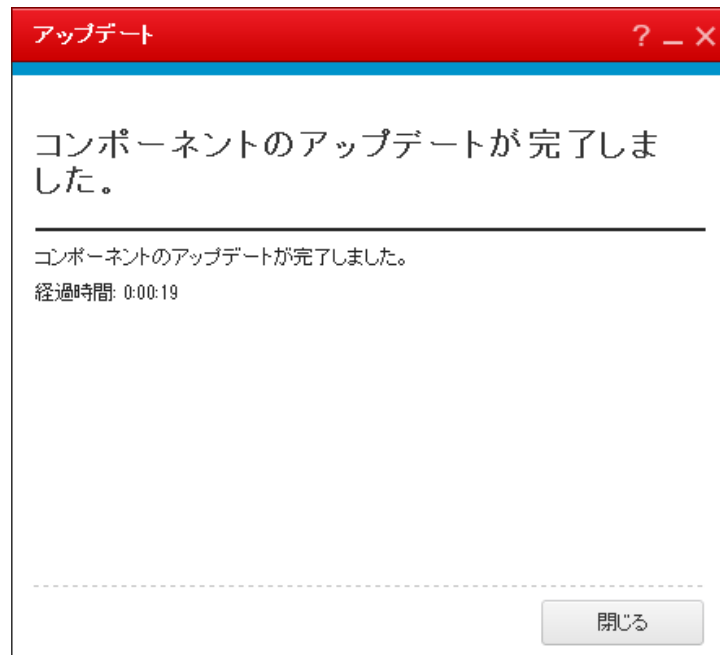 アップデート
? _ ×
コンポーネントのアップデートが完了しま
した。
コンポーネントのアップデートが完了しました。
経過時間: 0:00:19
閉じる